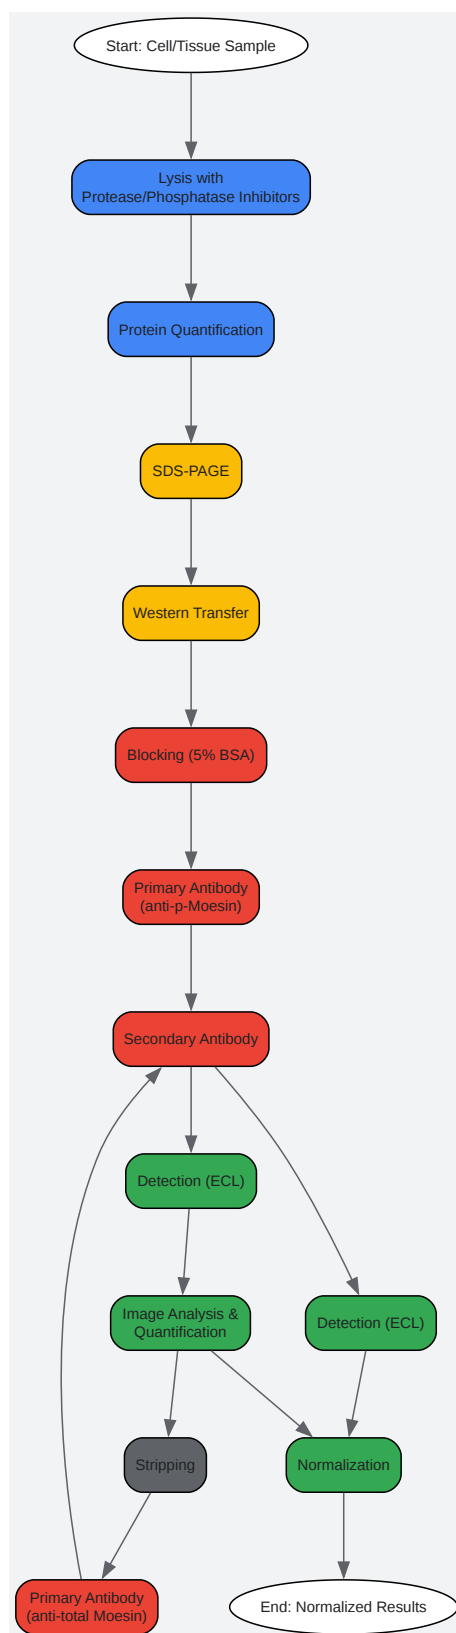 Start: Cell/Tissue Sample
Lysis with
Protease/Phosphatase Inhibitors
Protein Quantification
SDS-PAGE
Western Transfer
Blocking (5% BSA)
Primary Antibody
(anti-p-Moesin)
Secondary Antibody
Detection (ECL)
Image Analysis &
Quantification
Detection (ECL)
Stripping
Normalization
Primary Antibody
(anti-total Moesin)
End: Normalized Results